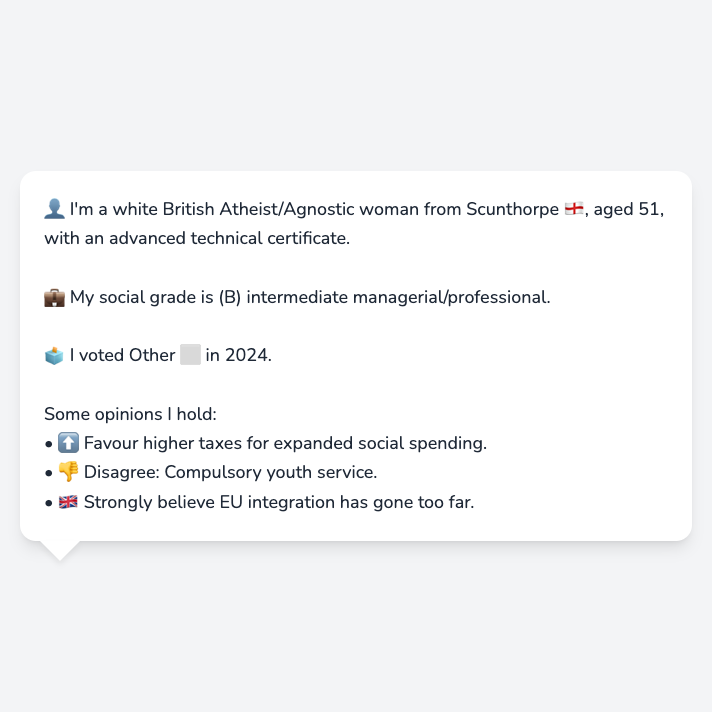 👤 I'm a white British Atheist/Agnostic woman from Scunthorpe 🏴󠁧󠁢󠁥󠁮󠁧󠁿, aged 51,
with an advanced technical certificate.
💼 My social grade is (B) intermediate managerial/professional.
🗳️ I voted Other ⬜ in 2024.
Some opinions I hold:
• ⬆️ Favour higher taxes for expanded social spending.
• 👎 Disagree: Compulsory youth service.
• 🇬🇧 Strongly believe EU integration has gone too far.